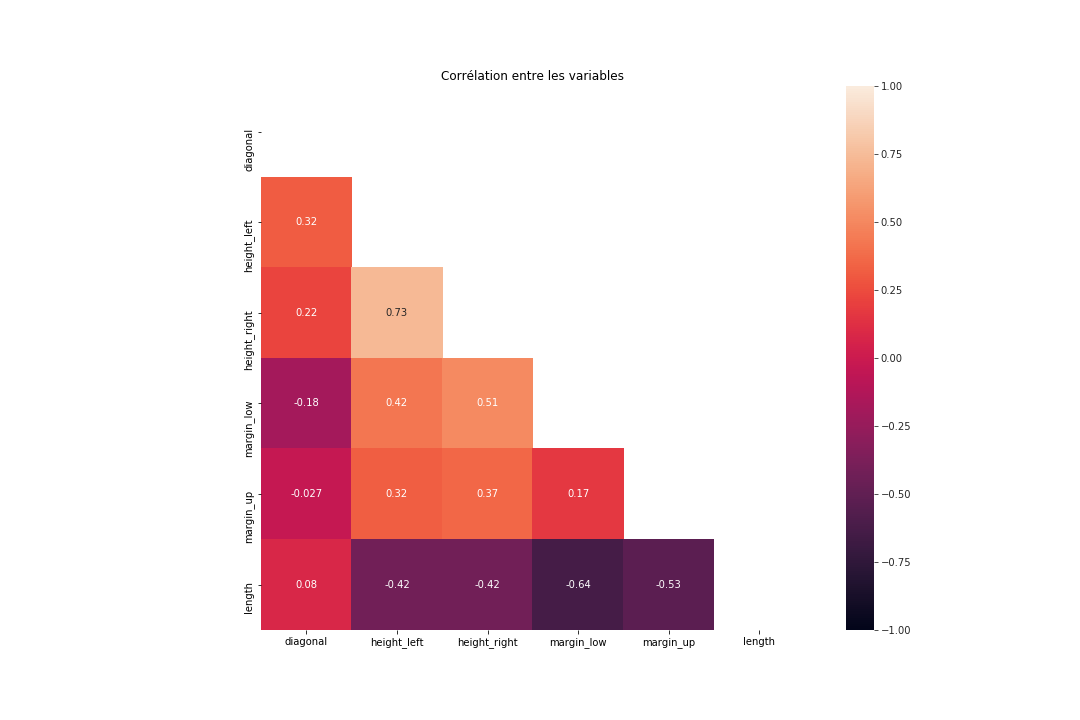 Corrélation entre les variables
1.00
diagonal
0.75
height_left
0.32
0.50
0.25
height_right
0.22 0.73
0.00
margin_low
-0.18 0.42 0.51
−0.25
margin_up
-0.027 0.32 0.37 0.17
−0.50
−0.75
length
0.08 -0.42 -0.42 -0.64 -0.53
−1.00
diagonal height_left height_right margin_low margin_up length